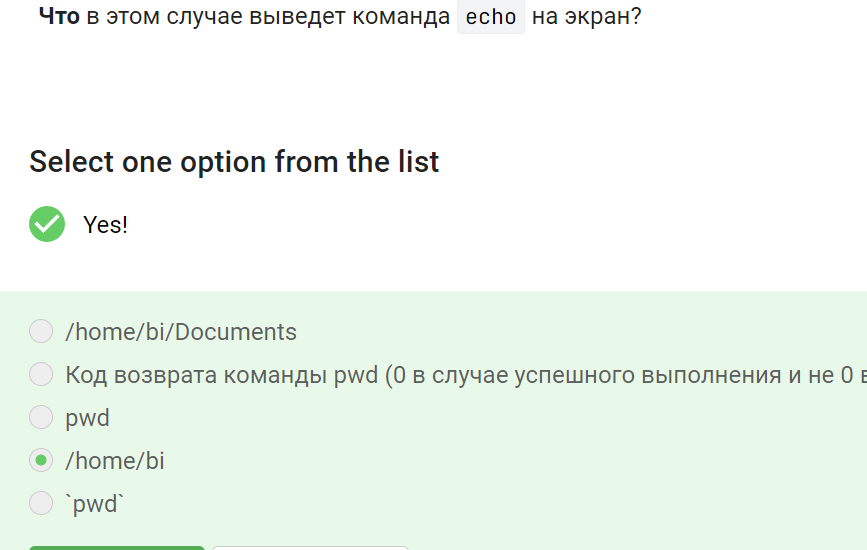 Что в этом случае выведет команда echo на экран?
Select one option from the list
Yes!
/home/bi/Documents
Код возврата команды pwd (0 в случае успешного выполнения и не 0 в
pwd
/home/bi
`pwd`